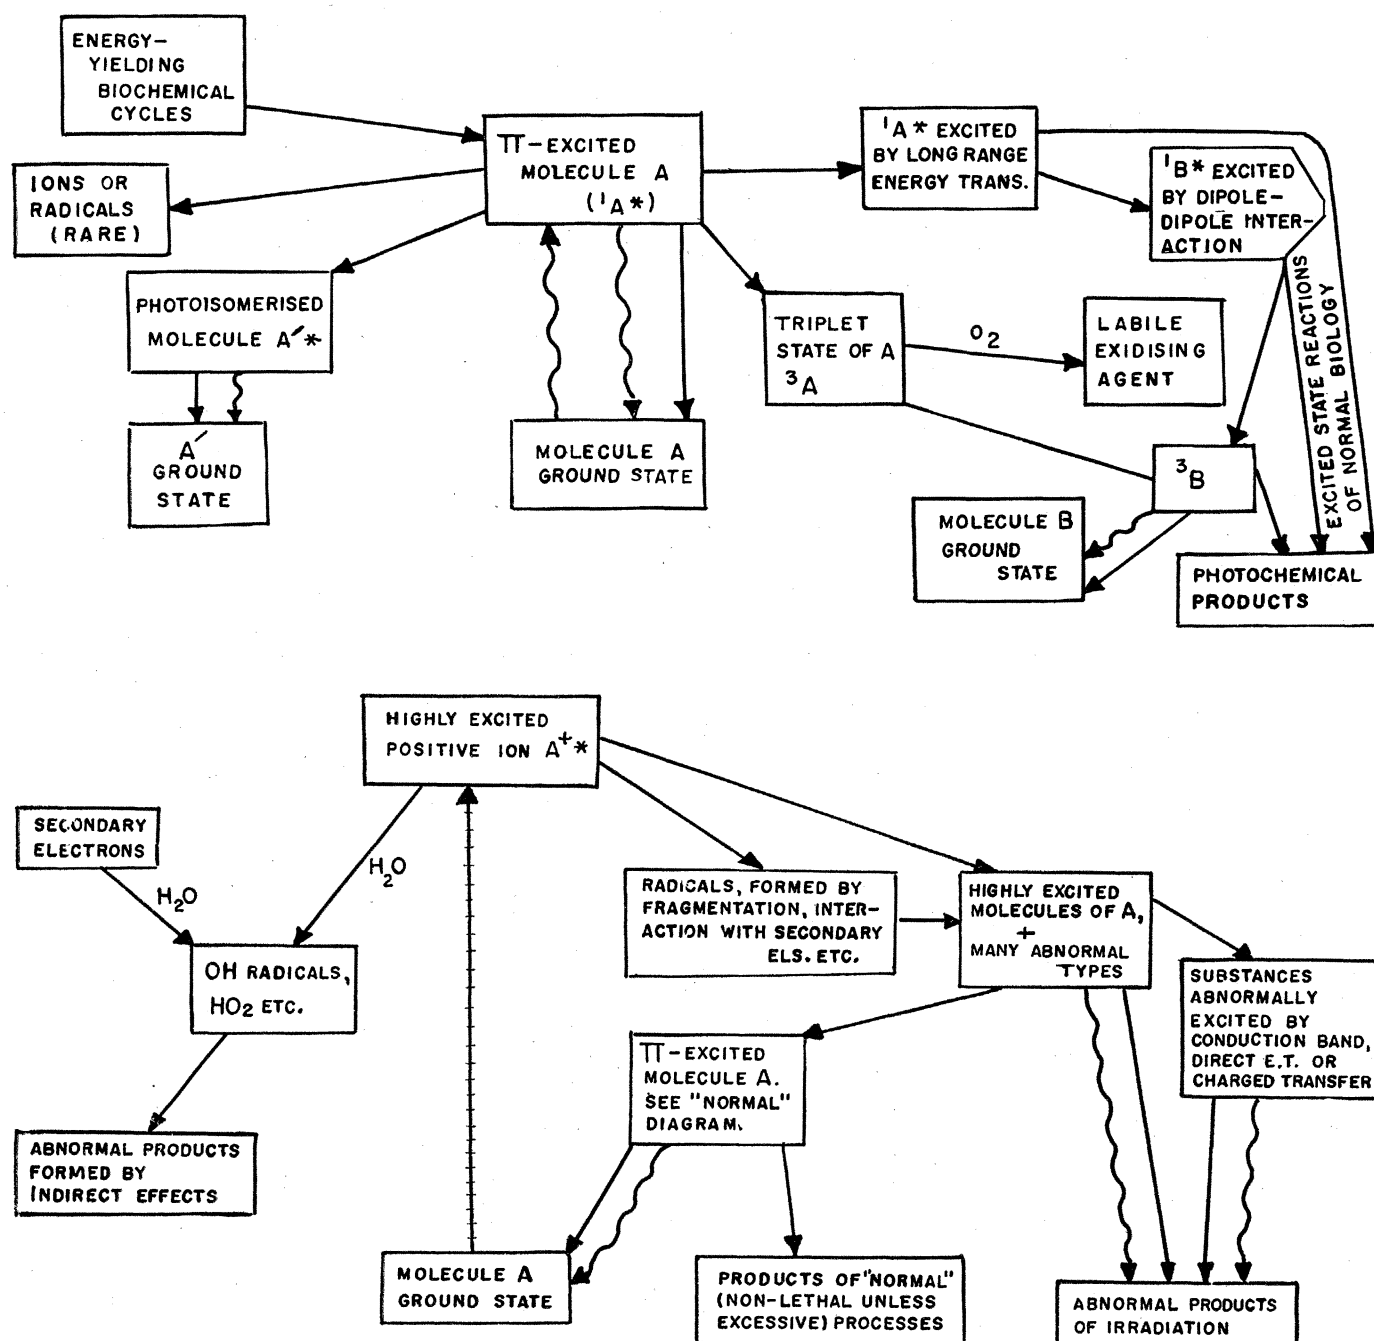 ENERGY-
YIELDING
BIOCHEMICAL
CYCLES
IONS OR
RADICALS
(RARE)
Π-EXCITED
MOLECULE A
(¹A*)
¹A* EXCITED
BY LONG RANGE
ENERGY TRANS.
¹B* EXCITED
BY DIPOLE-
DIPOLE INTER-
ACTION
PHOTOISOMERISED
MOLECULE A′*
A′
GROUND
STATE
MOLECULE A
GROUND STATE
TRIPLET
STATE OF A
³A
O₂
LABILE
EXIDISING
AGENT
EXCITED STATE REACTIONS
OF NORMAL BIOLOGY
³B
MOLECULE B
GROUND
STATE
PHOTOCHEMICAL
PRODUCTS
HIGHLY EXCITED
POSITIVE ION A⁺*
SECONDARY
ELECTRONS
H₂O
H₂O
OH RADICALS,
HO₂ ETC.
ABNORMAL PRODUCTS
FORMED BY
INDIRECT EFFECTS
RADICALS, FORMED BY
FRAGMENTATION, INTER-
ACTION WITH SECONDARY
ELS. ETC.
HIGHLY EXCITED
MOLECULES OF A,
+
MANY ABNORMAL
TYPES
SUBSTANCES
ABNORMALLY
EXCITED BY
CONDUCTION BAND,
DIRECT E.T. OR
CHARGED TRANSFER
Π-EXCITED
MOLECULE A.
SEE "NORMAL"
DIAGRAM.
MOLECULE A
GROUND STATE
PRODUCTS OF "NORMAL"
(NON-LETHAL UNLESS
EXCESSIVE) PROCESSES
ABNORMAL PRODUCTS
OF IRRADIATION